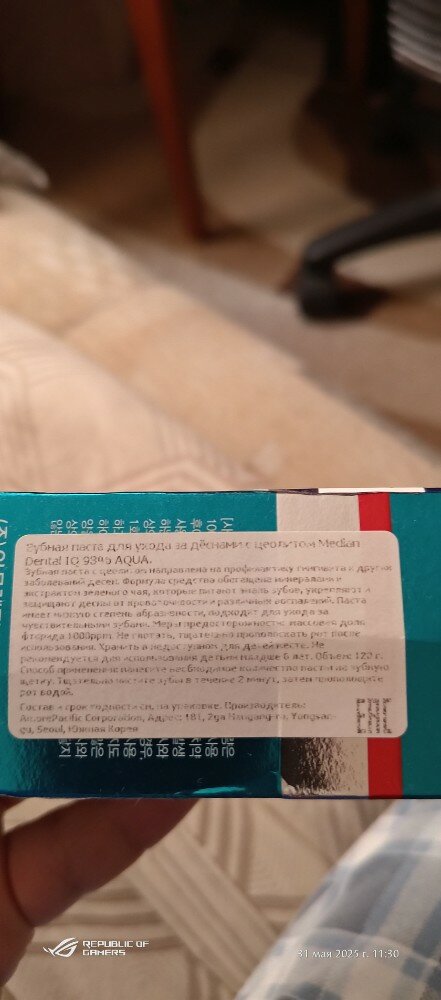 Зубная паста для ухода за дёснами с цеолитом Median
Dental IQ 93% AQUA.
Зубная паста с цеолитом направлена на профилактику гингивита и других
заболеваний десен. Формула средства обогащена минералами и
экстрактом зеленого чая, которые питают эмаль зубов, укрепляют и
защищают десны от кровоточивости и различных воспалений. Паста
имеет низкую степень абразивности, подходит для ухода за
чувствительными зубами. Меры предосторожности: массовая доля
фторида 1000ppm. Не глотать, тщательно прополоскать рот после
использования. Хранить в недоступном для детей месте. Не
рекомендуется для использования детьми младше 6 лет. Объем: 120 г.
Способ применения: нанесите необходимое количество пасты на зубную
щетку. Тщательно чистите зубы в течение 2 минут, затем прополощите
рот водой.
Состав и срок годности см. на упаковке. Производитель:
AmorePacific Corporation, Адрес: 181, 2ga Hangang-ro, Yongsan-
gu, Seoul, Южная Корея
EAC
REPUBLIC OF
GAMERS
31 мая 2025 г. 11:30